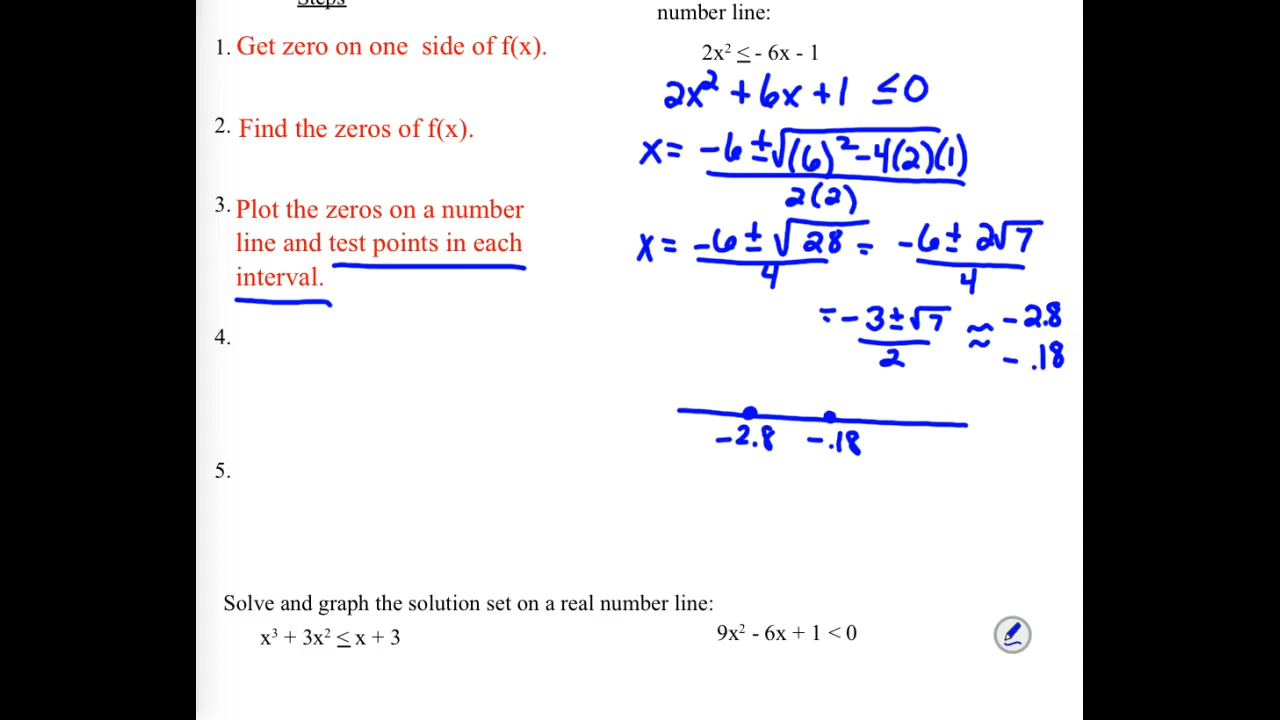 Steps
1. Get zero on one side of f(x).
2. Find the zeros of f(x).
3. Plot the zeros on a number
line and test points in each
interval.
4.
5.
number line:
2x² ≤ - 6x - 1
2x² + 6x + 1 ≤ 0
x = -6 ± √(6)² - 4(2)(1)
2(2)
x = -6 ± √28 = -6 ± 2√7
4 4
= -3 ± √7 ≈ -2.8
2 -.18
-2.8 -.18
Solve and graph the solution set on a real number line:
x³ + 3x² ≤ x + 3 9x² - 6x + 1 < 0